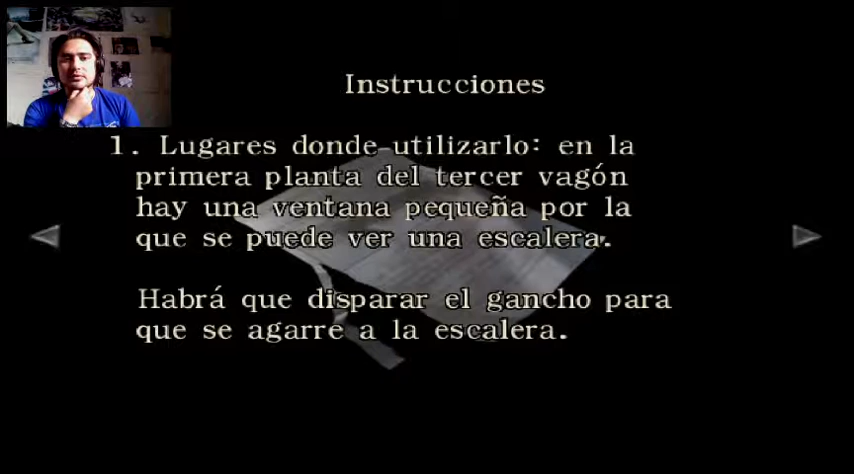 Instrucciones
1. Lugares donde utilizarlo: en la
primera planta del tercer vagón
hay una ventana pequeña por la
que se puede ver una escalera.
Habrá que disparar el gancho para
que se agarre a la escalera.